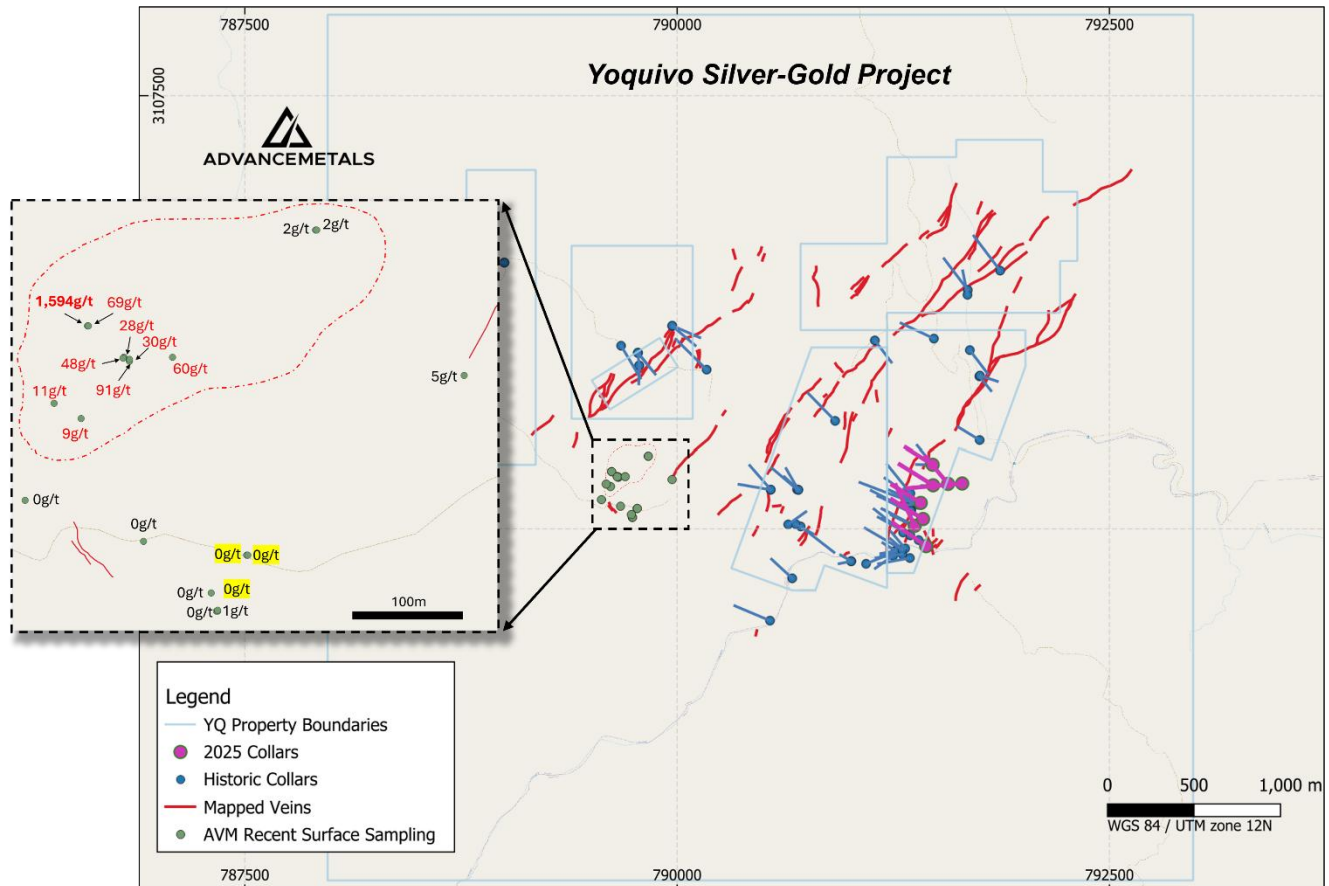 787500
790000
792500
Yoquivo Silver-Gold Project
3107500
ADVANCEMETALS
2g/t
2g/t
1,594g/t
69g/t
28g/t
30g/t
48g/t
60g/t
91g/t
5g/t
11g/t
9g/t
0g/t
0g/t
0g/t
0g/t
0g/t
0g/t
0g/t
1g/t
100m
Legend
YQ Property Boundaries
2025 Collars
Historic Collars
Mapped Veins
AVM Recent Surface Sampling
0 500 1,000 m
WGS 84 / UTM zone 12N
787500
790000
792500